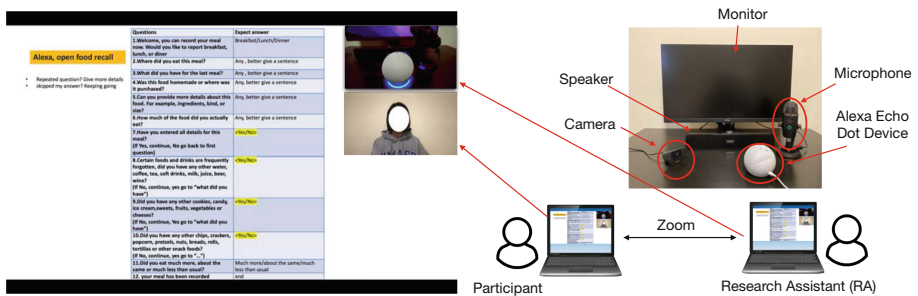 Alexa, open food recall
• Repeated question? Give more details
• skipped my answer? Keeping going
Questions
Expect answer
1.Welcome, you can record your meal
now. Would you like to report breakfast,
lunch, or diner
Breakfast/Lunch/Dinner
2.Where did you eat this meal?
Any , better give a sentence
3.What did you have for the last meal?
Any, better give a sentence
4.Was this food homemade or where was
it purchased?
Any, better give a sentence
5.Can you provide more details about this
food. For example, ingredients, kind, or
size?
Any, better give a sentence
6.How much of the food did you actually
eat?
Any, better give a sentence
7.Have you entered all details for this
meal?
(If Yes, continue, No go back to first
question)
<Yes/No>
8.Certain foods and drinks are frequently
forgotten, did you have any other water,
coffee, tea, soft drinks, milk, juice, beer,
wine?
(If No, continue, yes go to "what did you
have")
<Yes/No>
9.Did you have any other cookies, candy,
ice cream,sweets, fruits, vegetables or
cheeses?
(If No, continue, Yes go to "what did you
have")
<Yes/No>
10.Did you have any other chips, crackers,
popcorn, pretzels, nuts, breads, rolls,
tortillas or other snack foods?
(If No, continue, yes go to "...")
<Yes/No>
11.Did you eat much more, about the
same or much less than usual?
Much more/about the same/much
less than usual
12. your meal has been recorded
end
Monitor
Speaker
Microphone
Camera
Alexa Echo
Dot Device
Zoom
Participant
Research Assistant (RA)